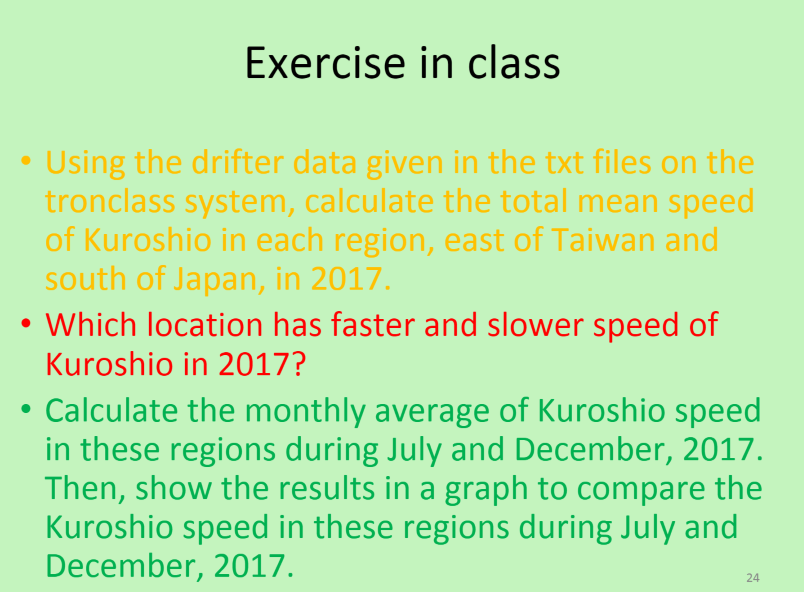 Exercise in class
• Using the drifter data given in the txt files on the
tronclass system, calculate the total mean speed
of Kuroshio in each region, east of Taiwan and
south of Japan, in 2017.
• Which location has faster and slower speed of
Kuroshio in 2017?
• Calculate the monthly average of Kuroshio speed
in these regions during July and December, 2017.
Then, show the results in a graph to compare the
Kuroshio speed in these regions during July and
December, 2017.
24